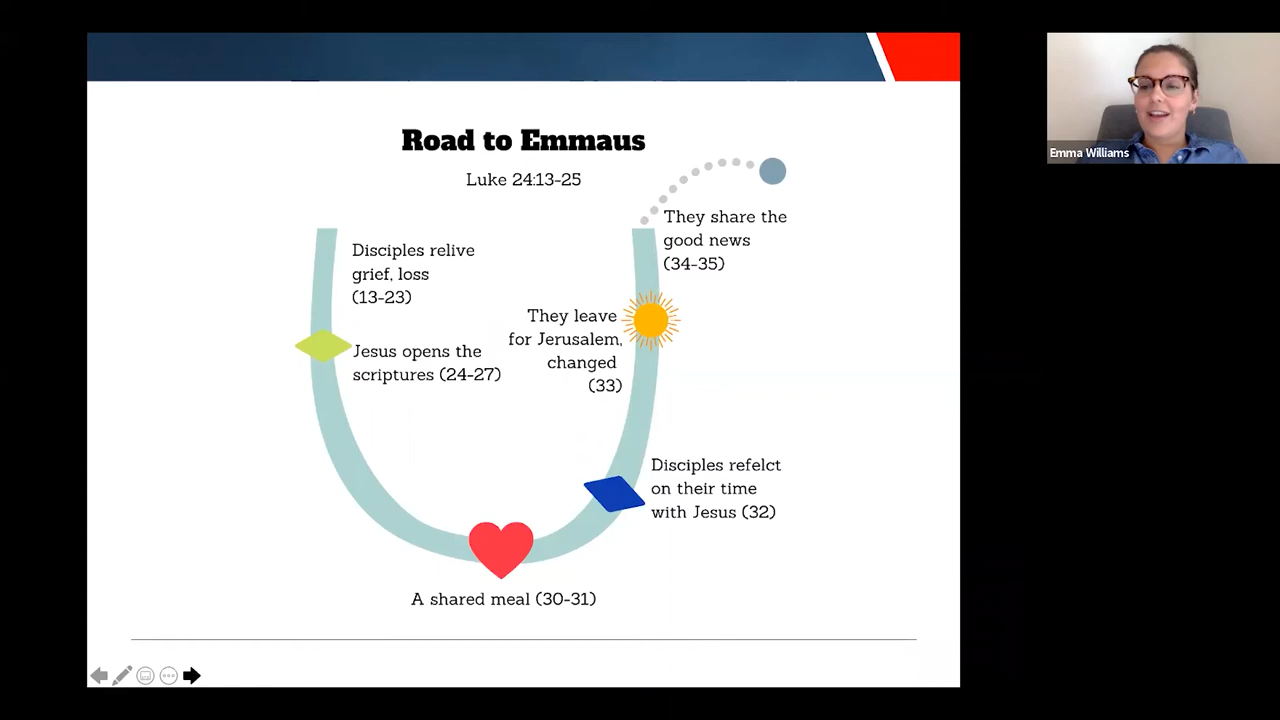 Road to Emmaus
Luke 24:13-25
Disciples relive
grief, loss
(13-23)
Jesus opens the
scriptures (24-27)
A shared meal (30-31)
Disciples refelct
on their time
with Jesus (32)
They leave
for Jerusalem,
changed
(33)
They share the
good news
(34-35)
Emma Williams